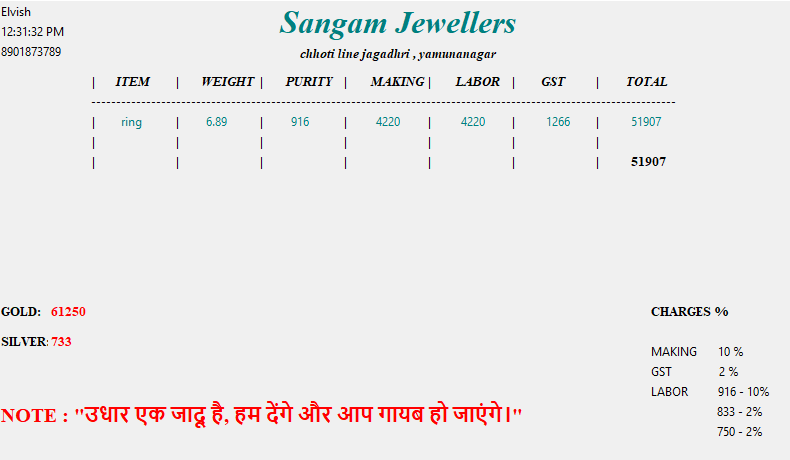 Elvish
Sangam Jewellers
12:31:32 PM
8901873789
chhoti line jagadhri , yamunanagar
| ITEM | WEIGHT | PURITY | MAKING | LABOR | GST | TOTAL
| ring | 6.89 | 916 | 4220 | 4220 | 1266 | 51907
| | | | | | |
| | | | | | | 51907
GOLD: 61250
CHARGES %
SILVER: 733
MAKING 10 %
GST 2 %
LABOR 916 - 10%
833 - 2%
750 - 2%
NOTE : "उधार एक जादू है, हम देंगे और आप गायब हो जाएंगे।"